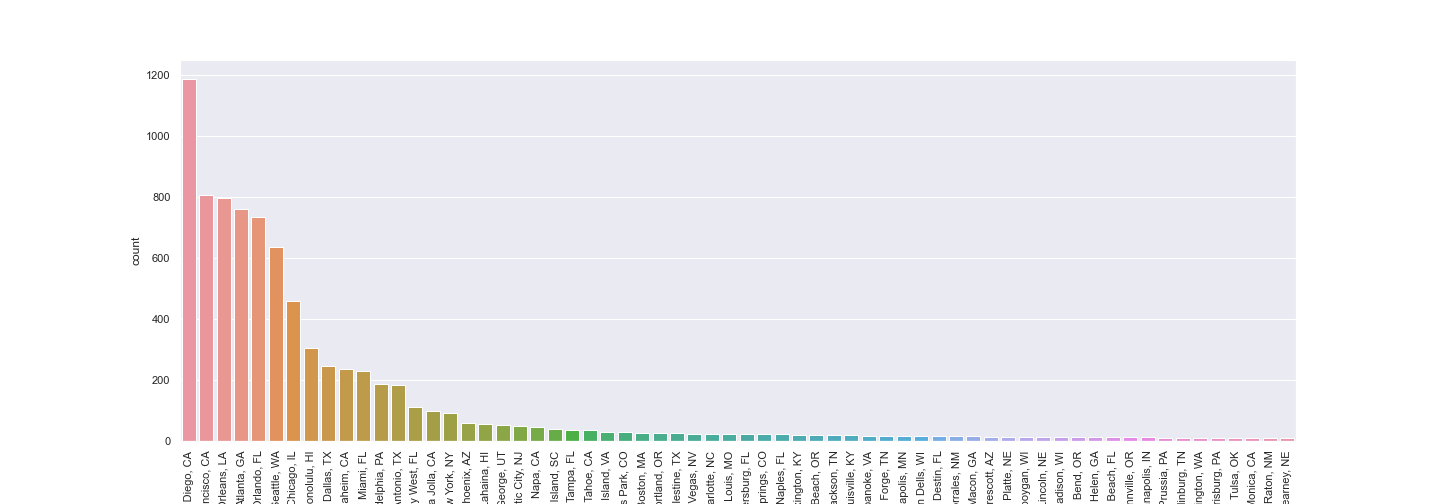 1200
1000
800
600
count
400
200
0
Diego, CA
ncisco, CA
Orleans, LA
Atlanta, GA
Orlando, FL
Seattle, WA
Chicago, IL
onolulu, HI
Dallas, TX
aheim, CA
Miami, FL
delphia, PA
Antonio, TX
y West, FL
a Jolla, CA
w York, NY
hoenix, AZ
Lahaina, HI
George, UT
tic City, NJ
Napa, CA
Island, SC
Tampa, FL
Tahoe, CA
Island, VA
s Park, CO
Boston, MA
ortland, OR
lestine, TX
Vegas, NV
arlotte, NC
Louis, MO
ersburg, FL
prings, CO
Naples, FL
ington, KY
Beach, OR
ackson, TN
uisville, KY
oanoke, VA
Forge, TN
apolis, MN
n Dells, WI
Destin, FL
orrales, NM
Macon, GA
rescott, AZ
Platte, NE
oygan, WI
incoln, NE
adison, WI
Bend, OR
Helen, GA
Beach, FL
nnville, OR
napolis, IN
Prussia, PA
linburg, TN
ngton, WA
risburg, PA
Tulsa, OK
Monica, CA
Raton, NM
earney, NE